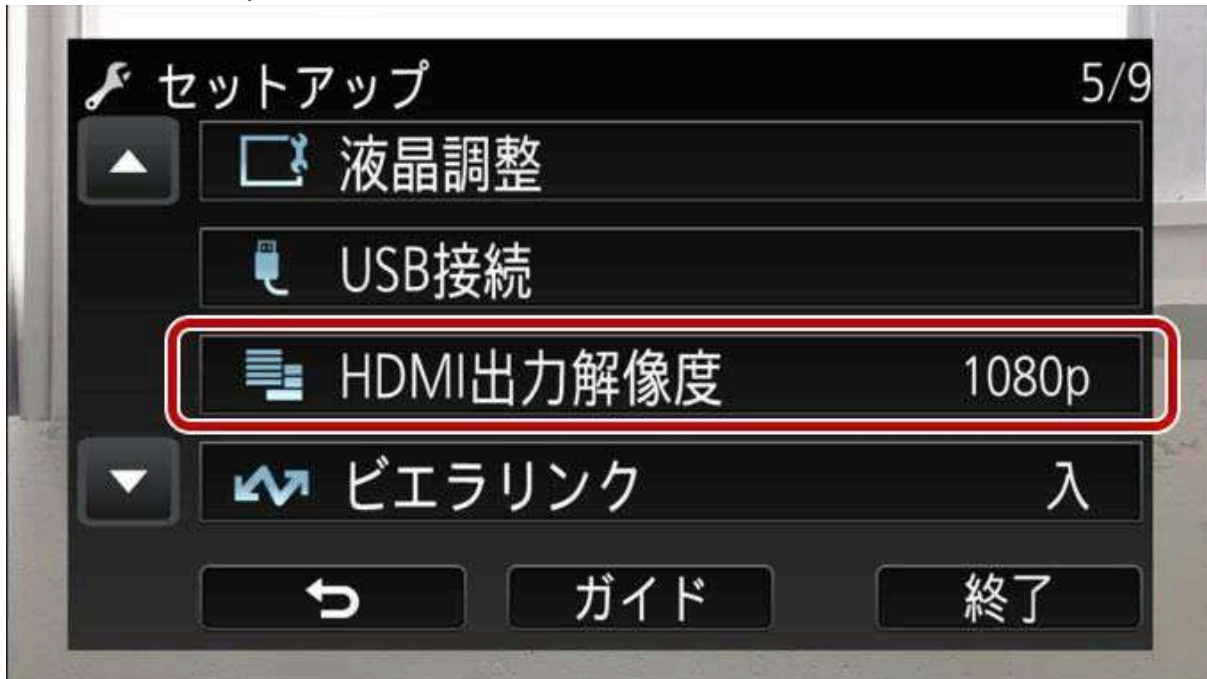 セットアップ 5/9
液晶調整
USB接続
HDMI出力解像度 1080p
ビエラリンク 入
ガイド 終了